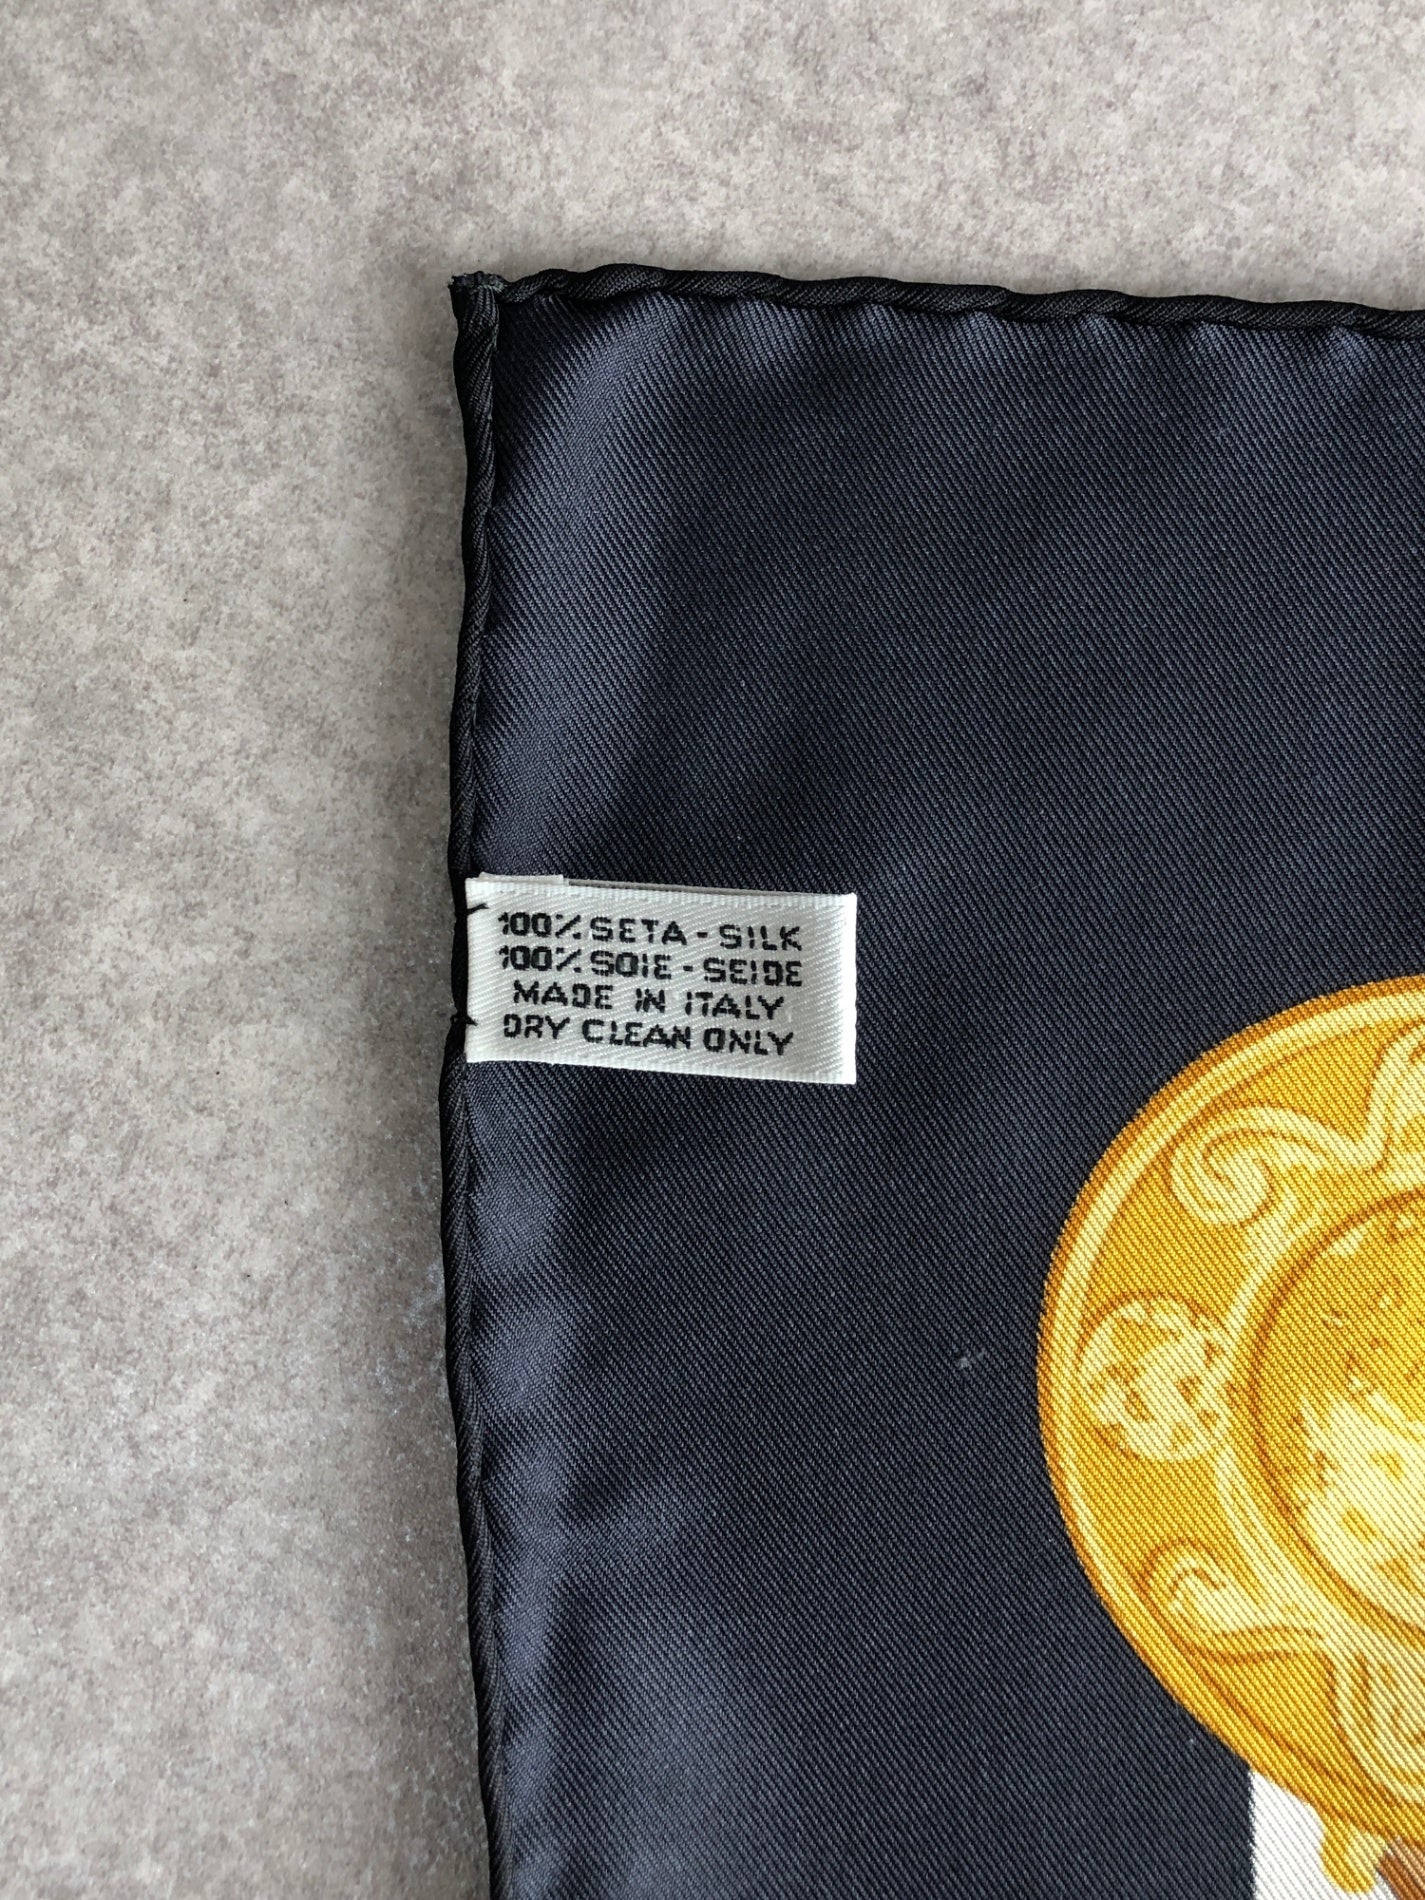 100% SETA - SILK
100% SOIE - SEIDE
MADE IN ITALY
DRY CLEAN ONLY